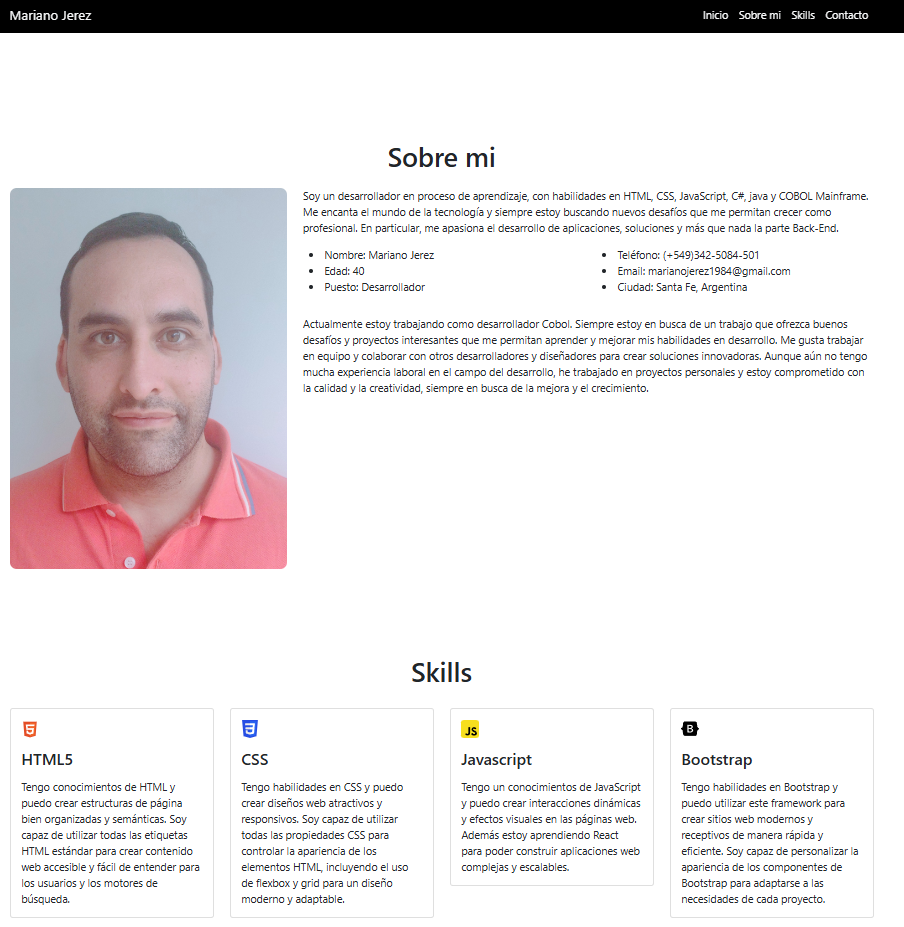 Mariano Jerez
Inicio Sobre mi Skills Contacto
Sobre mi
Soy un desarrollador en proceso de aprendizaje, con habilidades en HTML, CSS, JavaScript, C#, java y COBOL Mainframe.
Me encanta el mundo de la tecnología y siempre estoy buscando nuevos desafíos que me permitan crecer como
profesional. En particular, me apasiona el desarrollo de aplicaciones, soluciones y más que nada la parte Back-End.
• Nombre: Mariano Jerez
• Edad: 40
• Puesto: Desarrollador
• Teléfono: (+549)342-5084-501
• Email: marianojerez1984@gmail.com
• Ciudad: Santa Fe, Argentina
Actualmente estoy trabajando como desarrollador Cobol. Siempre estoy en busca de un trabajo que ofrezca buenos
desafíos y proyectos interesantes que me permitan aprender y mejorar mis habilidades en desarrollo. Me gusta trabajar
en equipo y colaborar con otros desarrolladores y diseñadores para crear soluciones innovadoras. Aunque aún no tengo
mucha experiencia laboral en el campo del desarrollo, he trabajado en proyectos personales y estoy comprometido con
la calidad y la creatividad, siempre en busca de la mejora y el crecimiento.
Skills
5
HTML5
Tengo conocimientos de HTML y
puedo crear estructuras de página
bien organizadas y semánticas. Soy
capaz de utilizar todas las etiquetas
HTML estándar para crear contenido
web accesible y fácil de entender para
los usuarios y los motores de
búsqueda.
3
CSS
Tengo habilidades en CSS y puedo
crear diseños web atractivos y
responsivos. Soy capaz de utilizar
todas las propiedades CSS para
controlar la apariencia de los
elementos HTML, incluyendo el uso
de flexbox y grid para un diseño
moderno y adaptable.
JS
Javascript
Tengo un conocimientos de JavaScript
y puedo crear interacciones dinámicas
y efectos visuales en las páginas web.
Además estoy aprendiendo React
para poder construir aplicaciones web
complejas y escalables.
B
Bootstrap
Tengo habilidades en Bootstrap y
puedo utilizar este framework para
crear sitios web modernos y
receptivos de manera rápida y
eficiente. Soy capaz de personalizar la
apariencia de los componentes de
Bootstrap para adaptarse a las
necesidades de cada proyecto.